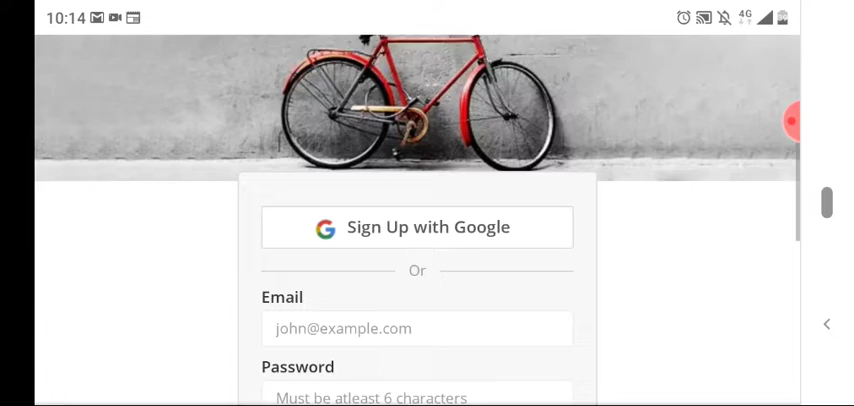 10:14
4G
Sign Up with Google
Or
Email
john@example.com
Password
Must be atleast 6 characters